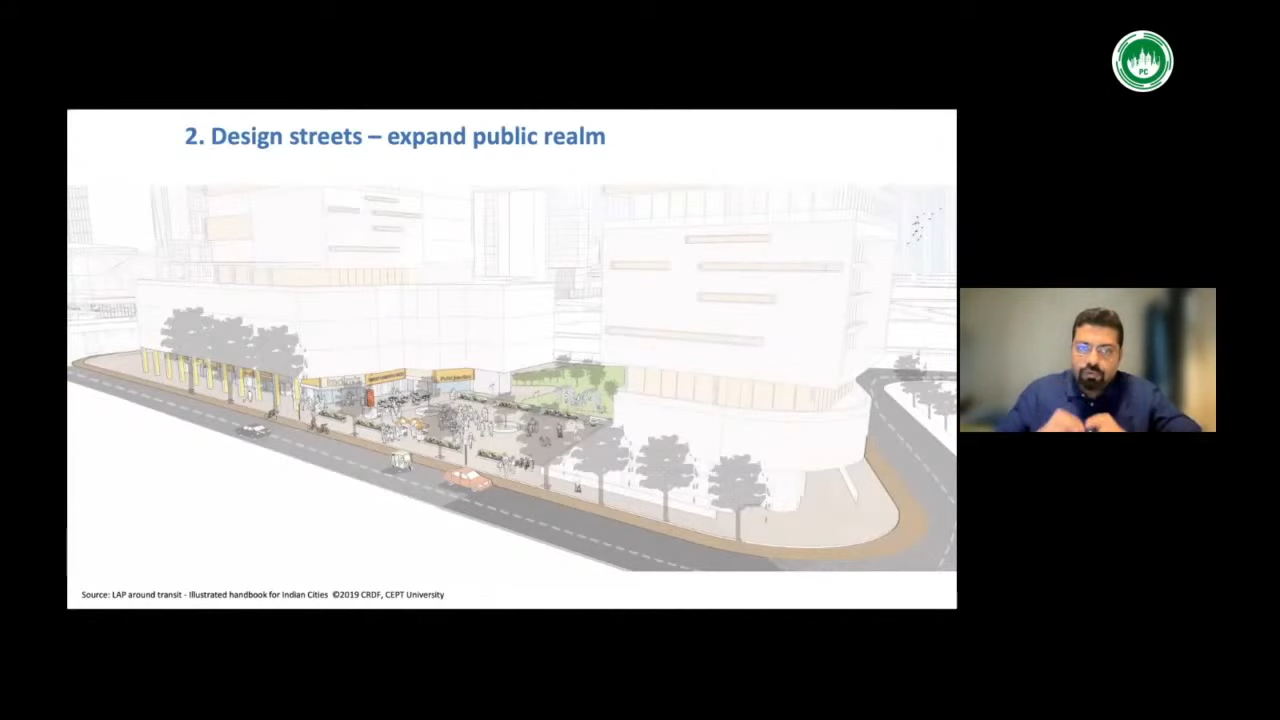 PC
2. Design streets – expand public realm
Source: LAP around transit - Illustrated handbook for Indian Cities ©2019 CRDF, CEPT University